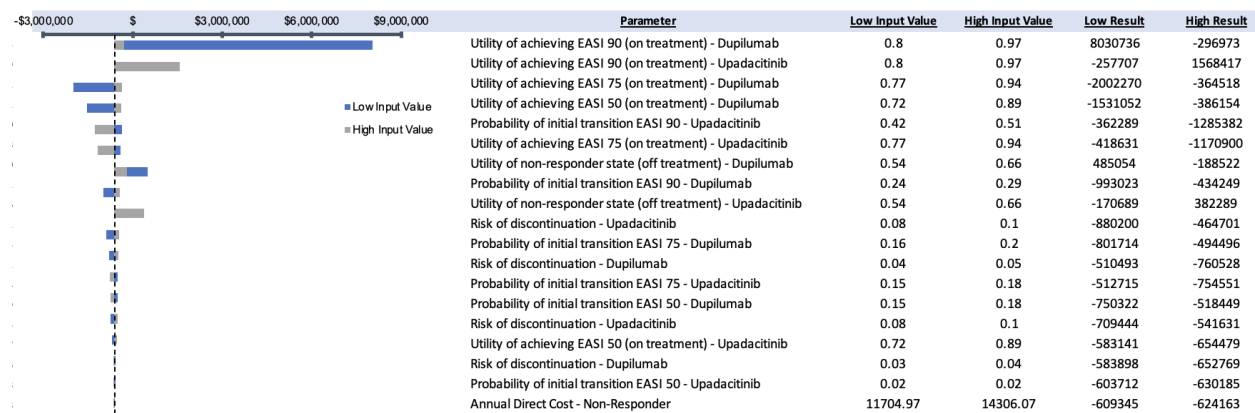 -$3,000,000 $ $3,000,000 $6,000,000 $9,000,000 Parameter Low Input Value High Input Value Low Result High Result
Utility of achieving EASI 90 (on treatment) - Dupilumab 0.8 0.97 8030736 -296973
Utility of achieving EASI 90 (on treatment) - Upadacitinib 0.8 0.97 -257707 1568417
Utility of achieving EASI 75 (on treatment) - Dupilumab 0.77 0.94 -2002270 -364518
Low Input Value
Utility of achieving EASI 50 (on treatment) - Dupilumab 0.72 0.89 -1531052 -386154
High Input Value
Probability of initial transition EASI 90 - Upadacitinib 0.42 0.51 -362289 -1285382
Utility of achieving EASI 75 (on treatment) - Upadacitinib 0.77 0.94 -418631 -1170900
Utility of non-responder state (off treatment) - Dupilumab 0.54 0.66 485054 -188522
Probability of initial transition EASI 90 - Dupilumab 0.24 0.29 -993023 -434249
Utility of non-responder state (off treatment) - Upadacitinib 0.54 0.66 -170689 382289
Risk of discontinuation - Upadacitinib 0.08 0.1 -880200 -464701
Probability of initial transition EASI 75 - Dupilumab 0.16 0.2 -801714 -494496
Risk of discontinuation - Dupilumab 0.04 0.05 -510493 -760528
Probability of initial transition EASI 75 - Upadacitinib 0.15 0.18 -512715 -754551
Probability of initial transition EASI 50 - Dupilumab 0.15 0.18 -750322 -518449
Risk of discontinuation - Upadacitinib 0.08 0.1 -709444 -541631
Utility of achieving EASI 50 (on treatment) - Upadacitinib 0.72 0.89 -583141 -654479
Risk of discontinuation - Dupilumab 0.03 0.04 -583898 -652769
Probability of initial transition EASI 50 - Upadacitinib 0.02 0.02 -603712 -630185
Annual Direct Cost - Non-Responder 11704.97 14306.07 -609345 -624163